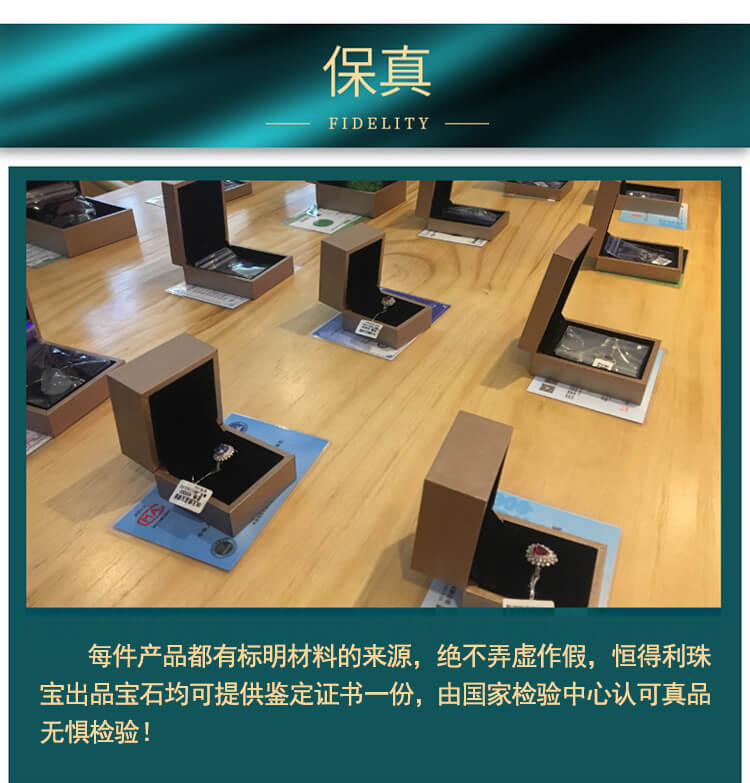 保真
FIDELITY
每件产品都有标明材料的来源，绝不弄虚作假，恒得利珠
宝出品宝石均可提供鉴定证书一份，由国家检验中心认可真品
无惧检验！